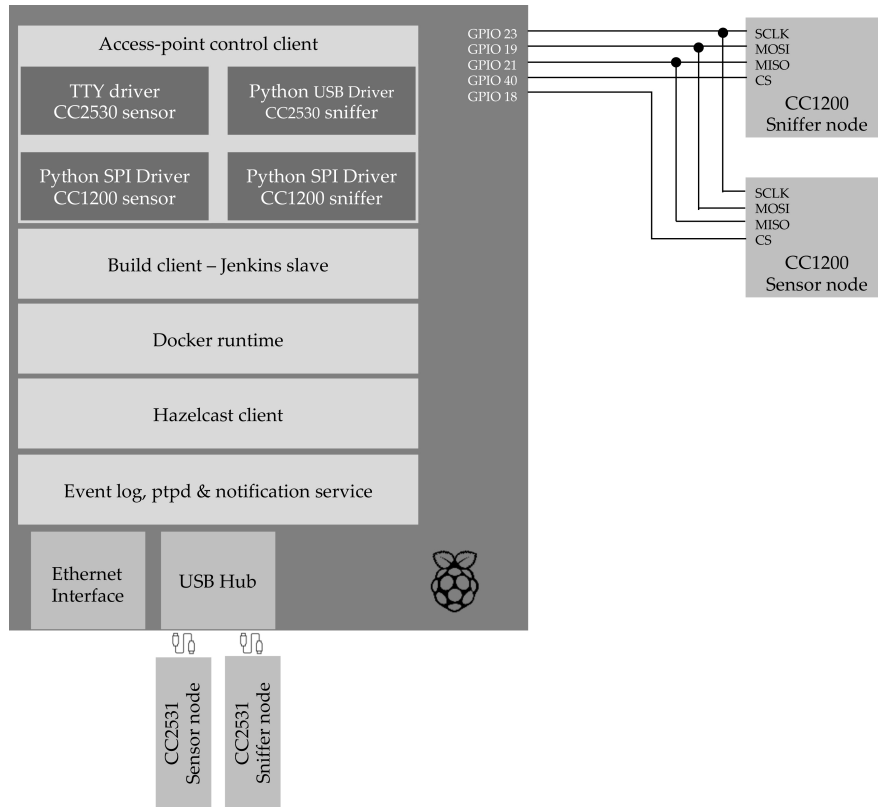 Access-point control client
TTY driver
CC2530 sensor
Python USB Driver
CC2530 sniffer
Python SPI Driver
CC1200 sensor
Python SPI Driver
CC1200 sniffer
Build client – Jenkins slave
Docker runtime
Hazelcast client
Event log, ptpd & notification service
Ethernet
Interface
USB Hub
CC2531
Sensor node
CC2531
Sniffer node
GPIO 23
GPIO 19
GPIO 21
GPIO 40
GPIO 18
SCLK
MOSI
MISO
CS
CC1200
Sniffer node
SCLK
MOSI
MISO
CS
CC1200
Sensor node